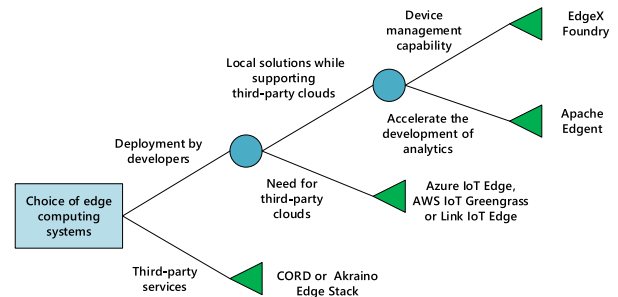 Device
management
capability
EdgeX
Foundry
Local solutions while
supporting
third-party clouds
Accelerate the
development of
analytics
Apache
Edgent
Deployment by
developers
Need for
third-party
clouds
Azure IoT Edge,
AWS IoT Greengrass
or Link IoT Edge
Choice of edge
computing
systems
Third-party
services
CORD or Akraino
Edge Stack